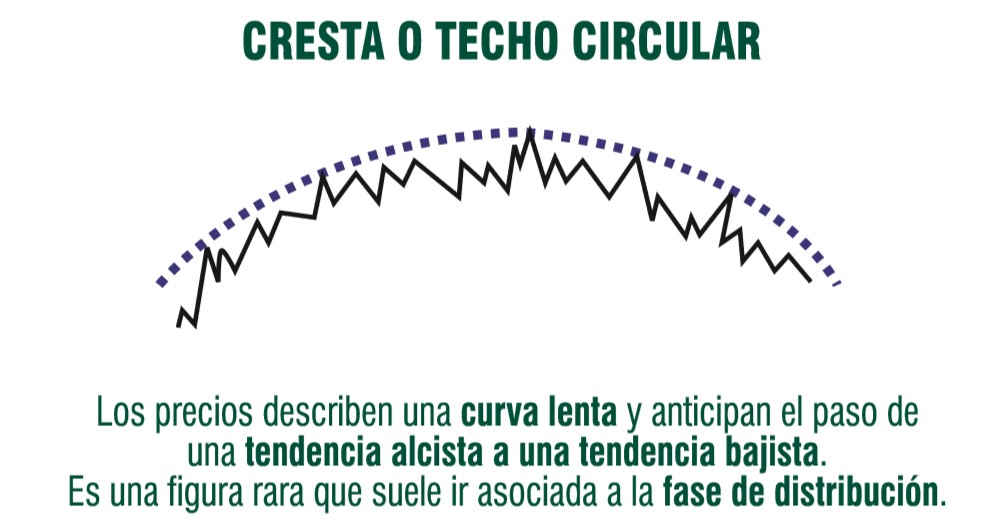 CRESTA O TECHO CIRCULAR
Los precios describen una curva lenta y anticipan el paso de
una tendencia alcista a una tendencia bajista.
Es una figura rara que suele ir asociada a la fase de distribución.